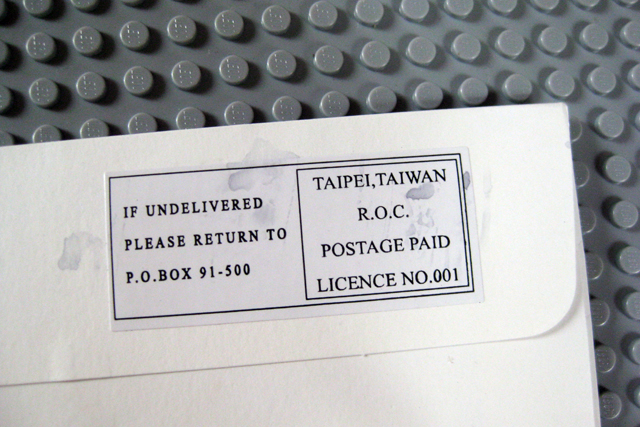 IF UNDELIVERED
PLEASE RETURN TO
P.O.BOX 91-500
TAIPEI,TAIWAN
R.O.C.
POSTAGE PAID
LICENCE NO.001